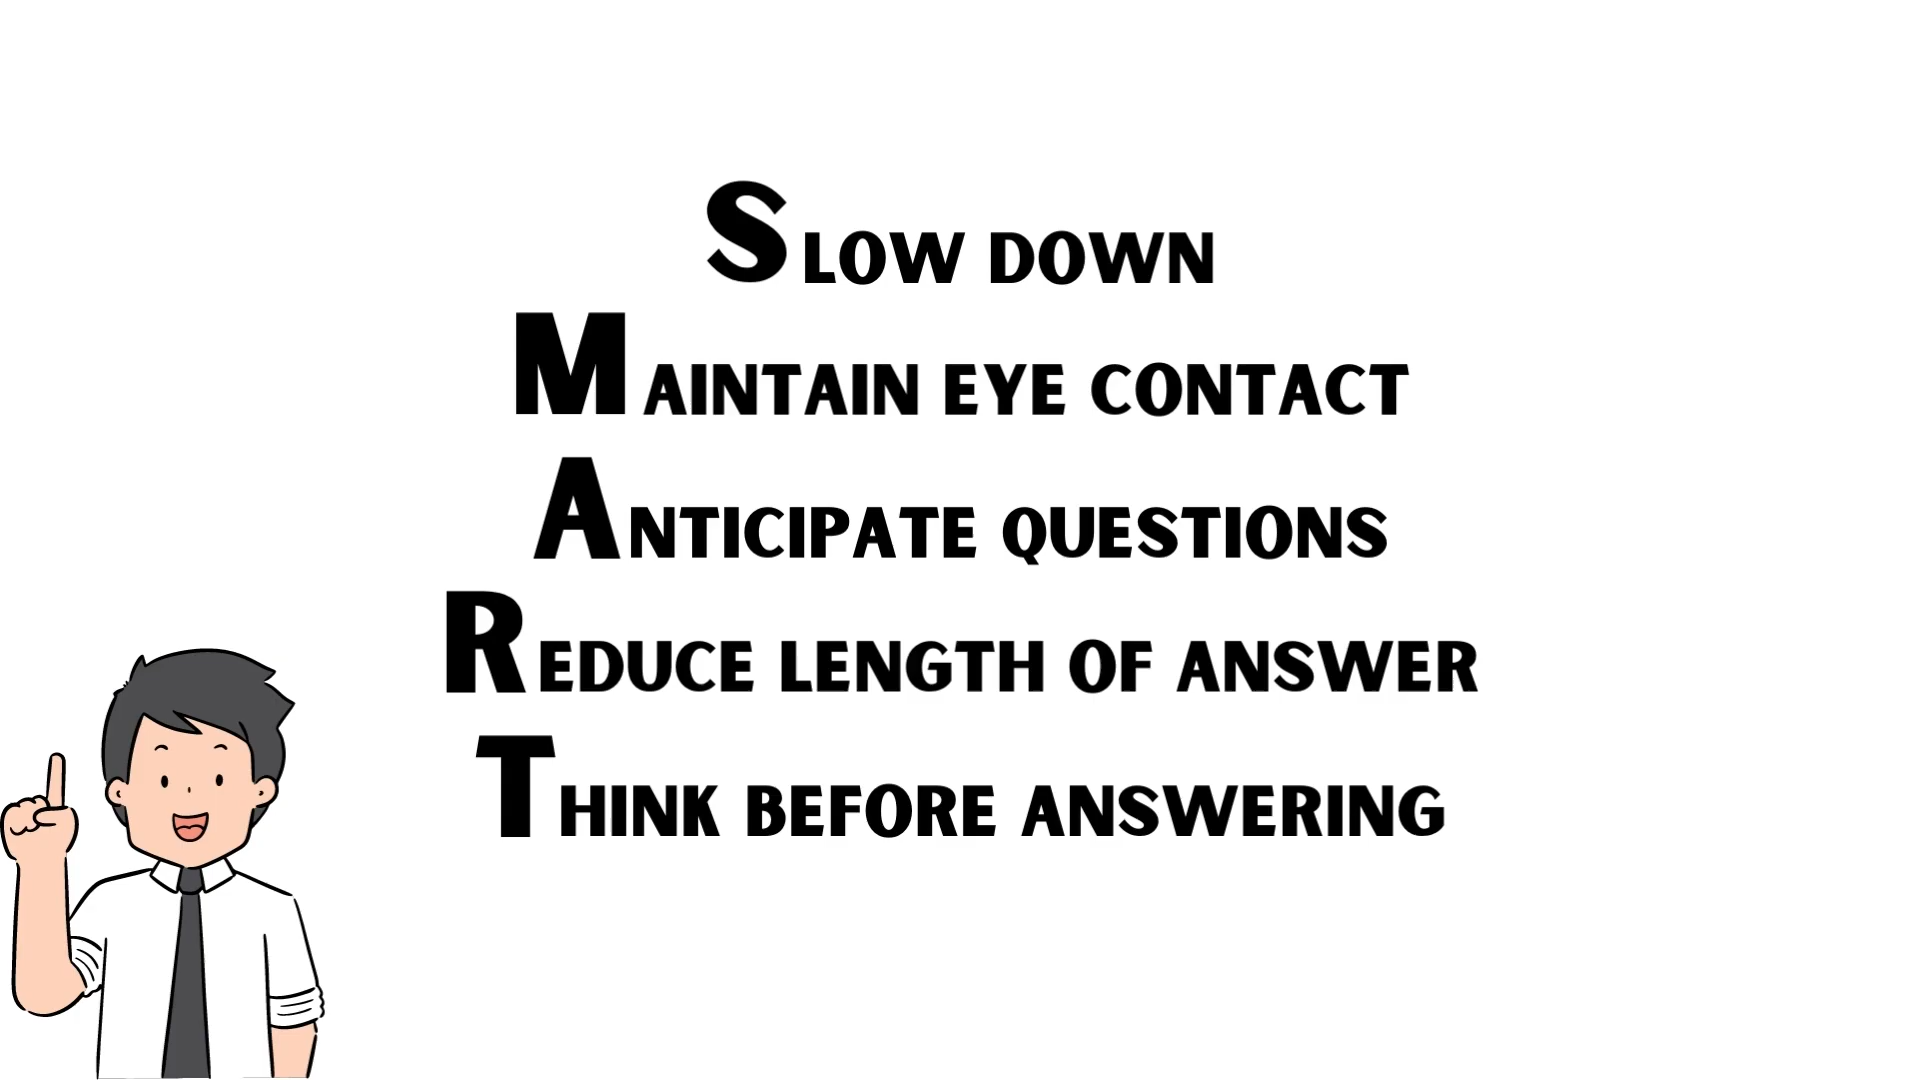 SLOW DOWN
MAINTAIN EYE CONTACT
ANTICIPATE QUESTIONS
REDUCE LENGTH OF ANSWER
THINK BEFORE ANSWERING